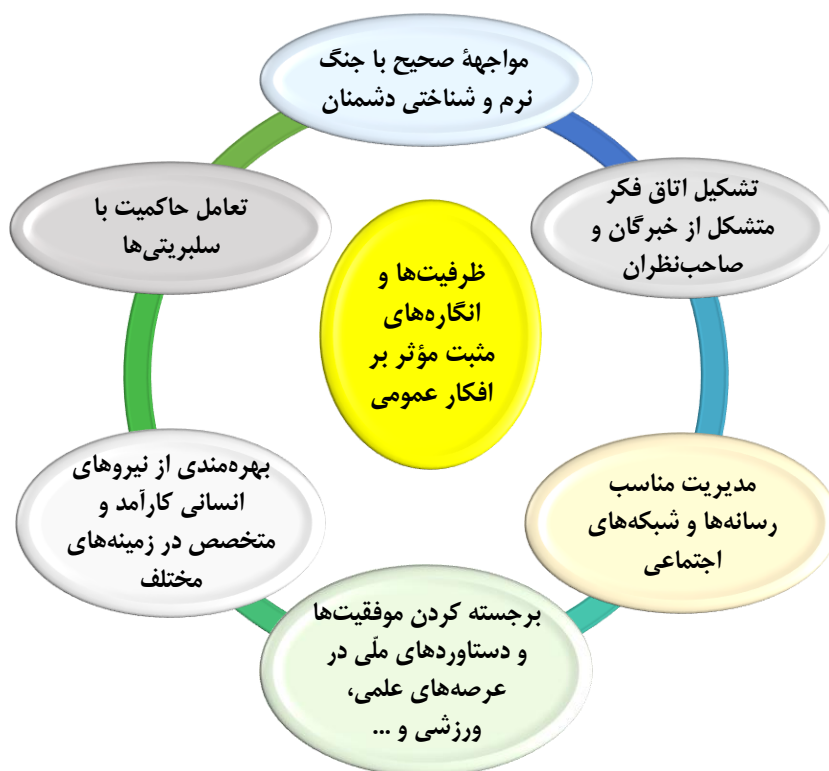 مواجههٔ صحیح با جنگ
نرم و شناختی دشمنان
تشکیل اتاق فکر
متشکل از خبرگان و
صاحب‌نظران
تعامل حاکمیت با
سلبریتی‌ها
ظرفیت‌ها و
انگاره‌های
مثبت مؤثر بر
افکار عمومی
مدیریت مناسب
رسانه‌ها و شبکه‌های
اجتماعی
بهره‌مندی از نیروهای
انسانی کارآمد و
متخصص در زمینه‌های
مختلف
برجسته کردن موفقیت‌ها
و دستاوردهای ملّی در
عرصه‌های علمی،
ورزشی و ...